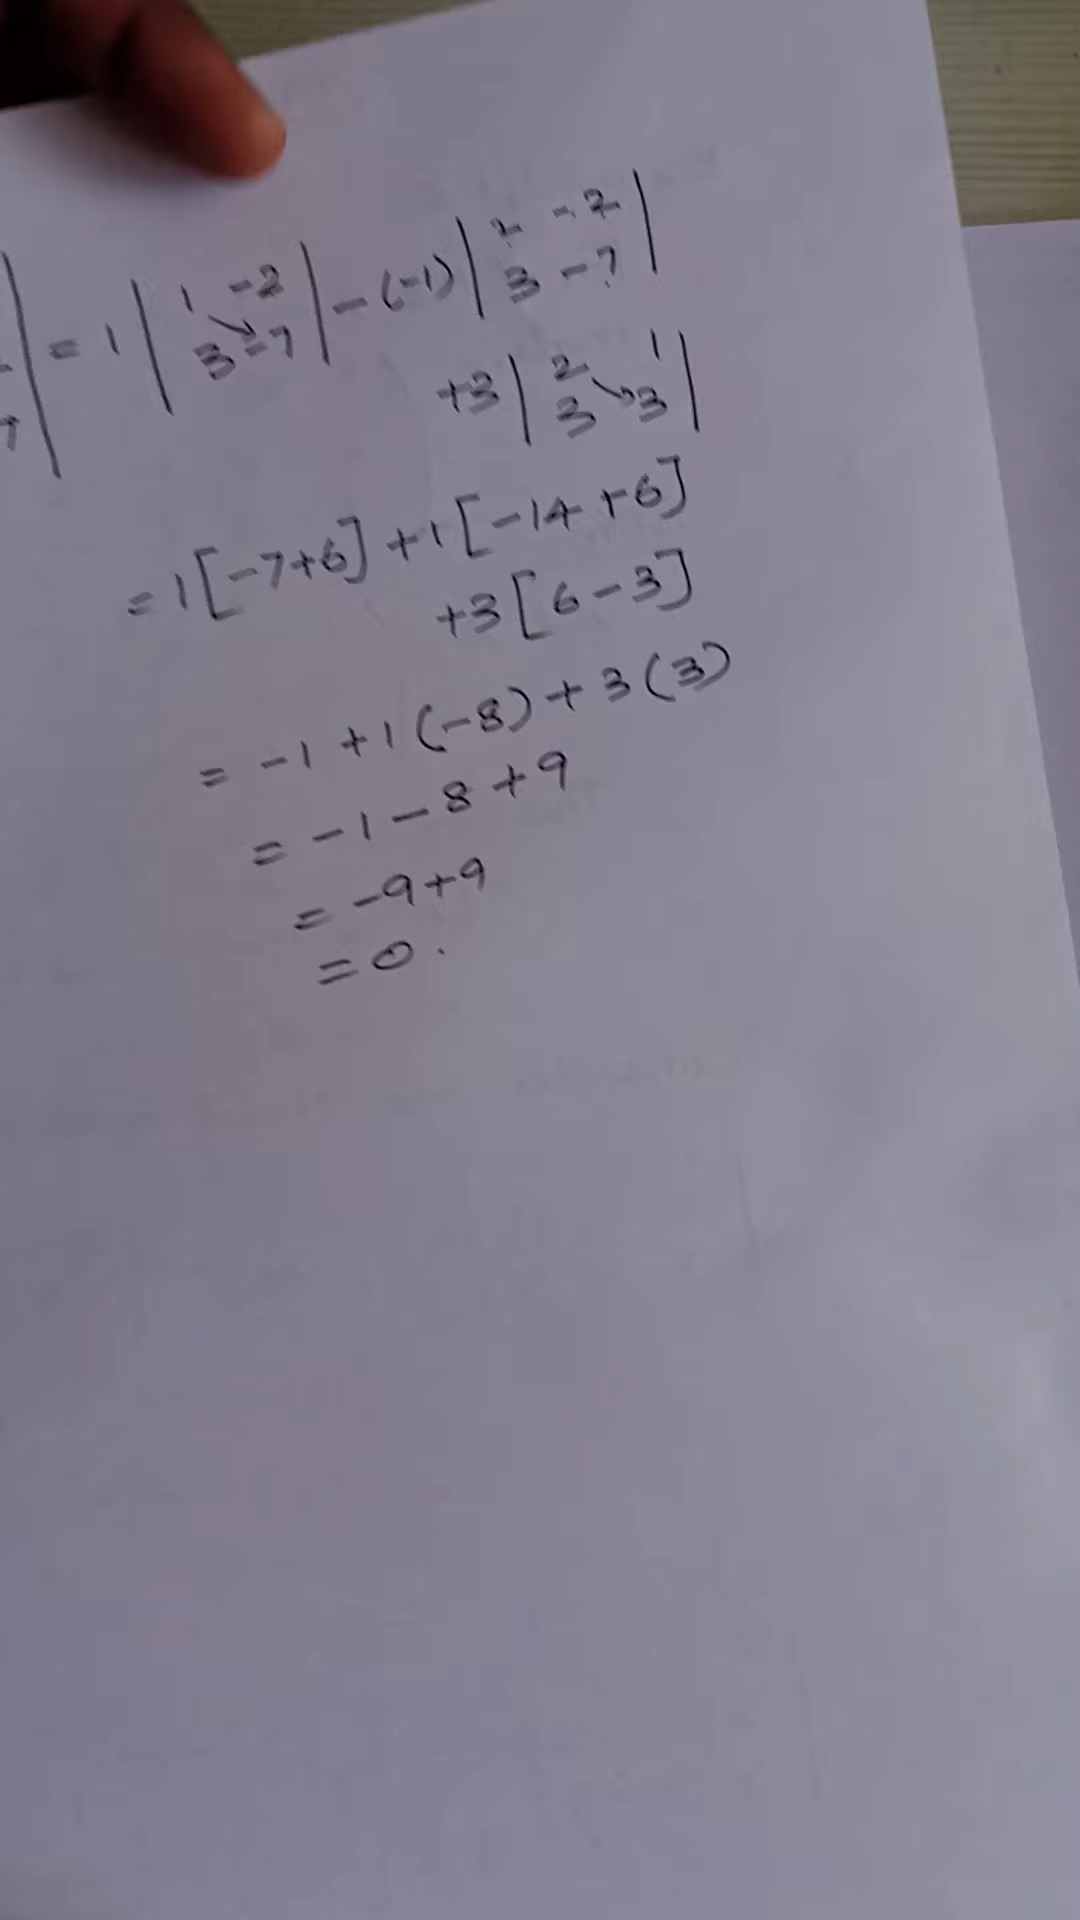 | = 1 | 1 -2 | - (-1) | 2 -2 |
3 -7 3 -7
+3 | 2 1 |
3 3
= 1[-7+6] +1[-14+6]
+3[6-3]
= -1 +1(-8) + 3(3)
= -1 - 8 + 9
= -9+9
= 0.